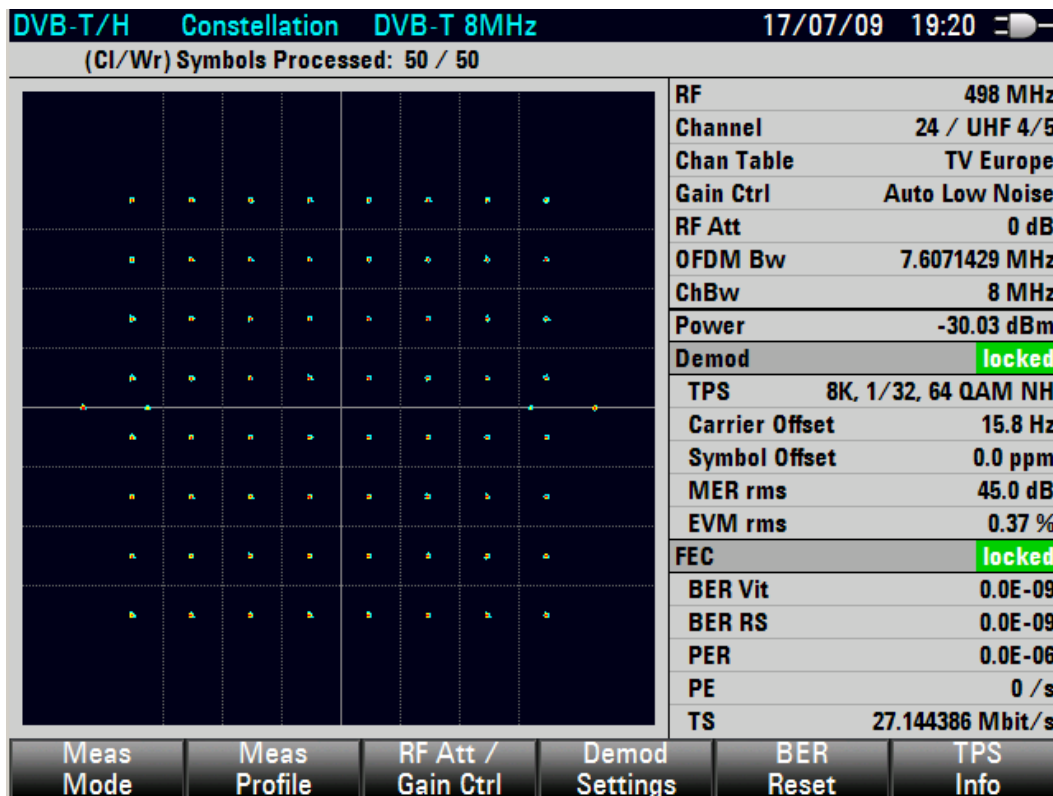 DVB-T/H Constellation DVB-T 8MHz 17/07/09 19:20
(Cl/Wr) Symbols Processed: 50 / 50
RF 498 MHz
Channel 24 / UHF 4/5
Chan Table TV Europe
Gain Ctrl Auto Low Noise
RF Att 0 dB
OFDM Bw 7.6071429 MHz
ChBw 8 MHz
Power -30.03 dBm
Demod locked
TPS 8K, 1/32, 64 QAM NH
Carrier Offset 15.8 Hz
Symbol Offset 0.0 ppm
MER rms 45.0 dB
EVM rms 0.37 %
FEC locked
BER Vit 0.0E-09
BER RS 0.0E-09
PER 0.0E-06
PE 0 /s
TS 27.144386 Mbit/s
Meas Mode
Meas Profile
RF Att / Gain Ctrl
Demod Settings
BER Reset
TPS Info